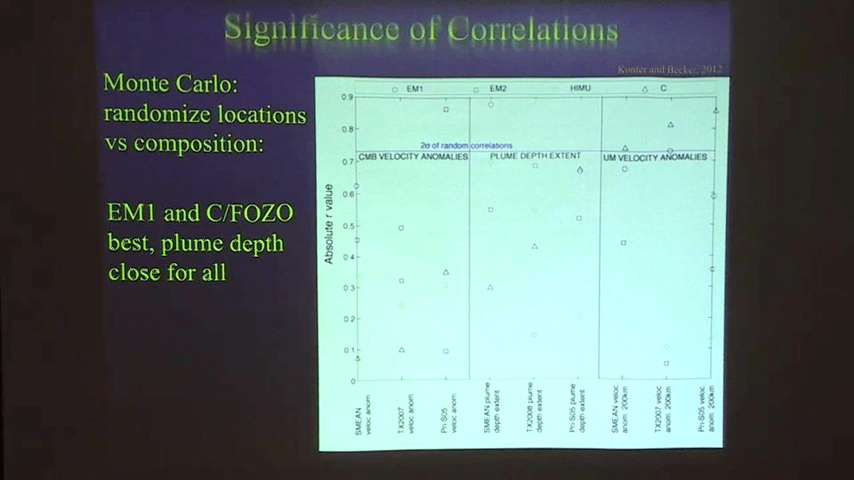 Significance of Correlations
Konter and Becker, 2012
Monte Carlo:
randomize locations
vs composition:
EM1 and C/FOZO
best, plume depth
close for all
EM1 EM2 HIMU C
2σ of random correlations
CMB VELOCITY ANOMALIES PLUME DEPTH EXTENT UM VELOCITY ANOMALIES
Absolute r value
0.9
0.8
0.7
0.6
0.5
0.4
0.3
0.2
0.1
0
SMEAN
veloc anom
TX2007
veloc anom
Pri-S05
veloc anom
SMEAN plume
depth extent
TX2008 plume
depth extent
Pri-S05 plume
depth extent
SMEAN veloc
anom 200km
TX2007 veloc
anom 200km
Pri-S05 veloc
anom 200km